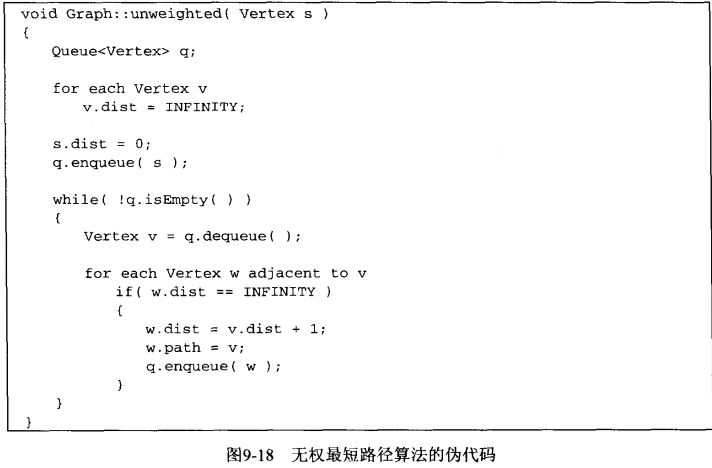 void Graph::unweighted( Vertex s )
{
    Queue<Vertex> q;

    for each Vertex v
        v.dist = INFINITY;

    s.dist = 0;
    q.enqueue( s );

    while( !q.isEmpty( ) )
    {
        Vertex v = q.dequeue( );

        for each Vertex w adjacent to v
            if( w.dist == INFINITY )
            {
                w.dist = v.dist + 1;
                w.path = v;
                q.enqueue( w );
            }
    }
}
图9-18 无权最短路径算法的伪代码